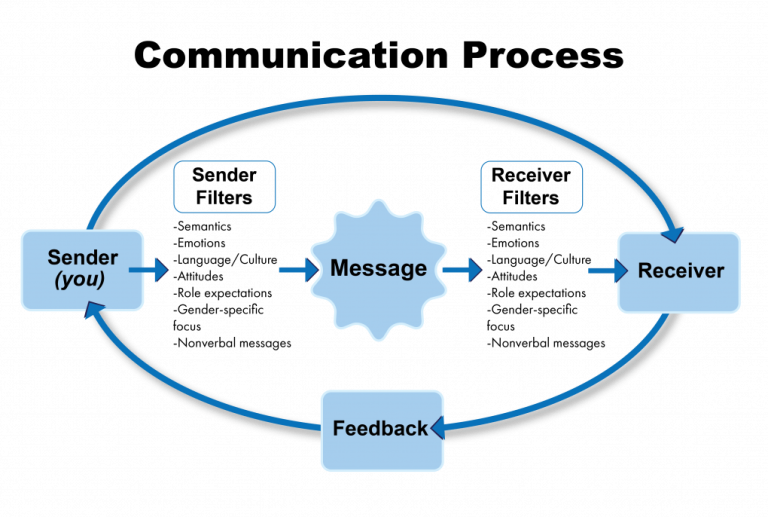 Communication Process
Sender
Filters
-Semantics
-Emotions
-Language/Culture
-Attitudes
-Role expectations
-Gender-specific
focus
-Nonverbal messages
Receiver
Filters
-Semantics
-Emotions
-Language/Culture
-Attitudes
-Role expectations
-Gender-specific
focus
-Nonverbal messages
Sender
(you)
Message
Receiver
Feedback